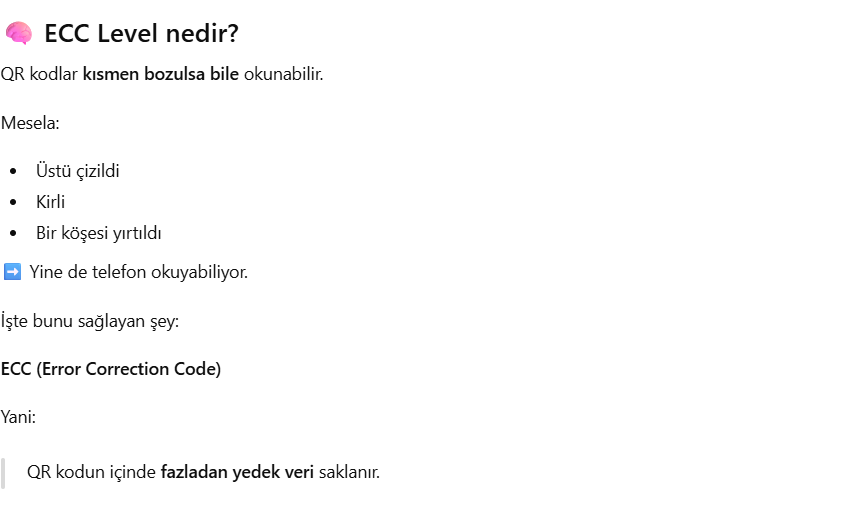 🧠 ECC Level nedir?
QR kodlar kısmen bozulsa bile okunabilir.
Mesela:
• Üstü çizildi
• Kirli
• Bir köşesi yırtıldı
➡️ Yine de telefon okuyabiliyor.
İşte bunu sağlayan şey:
ECC (Error Correction Code)
Yani:
QR kodun içinde fazladan yedek veri saklanır.